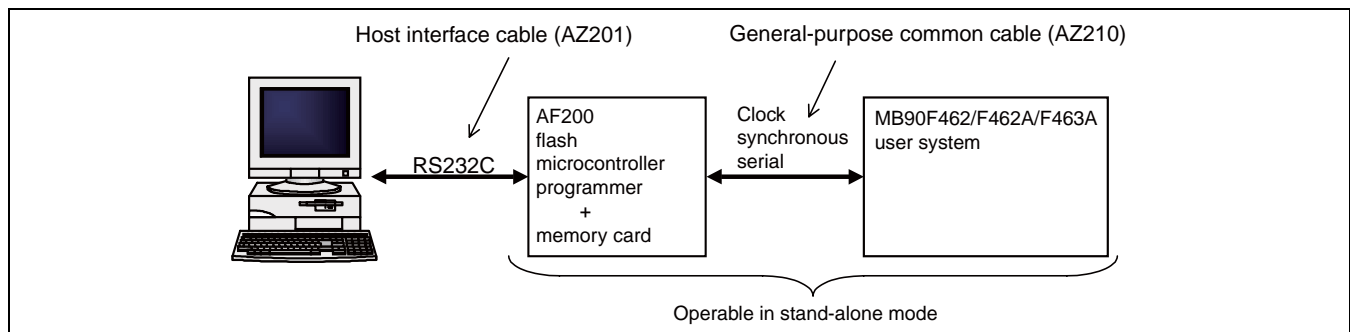 Host interface cable (AZ201)
General-purpose common cable (AZ210)
RS232C
AF200
flash
microcontroller
programmer
+
memory card
Clock
synchronous
serial
MB90F462/F462A/F463A
user system
Operable in stand-alone mode